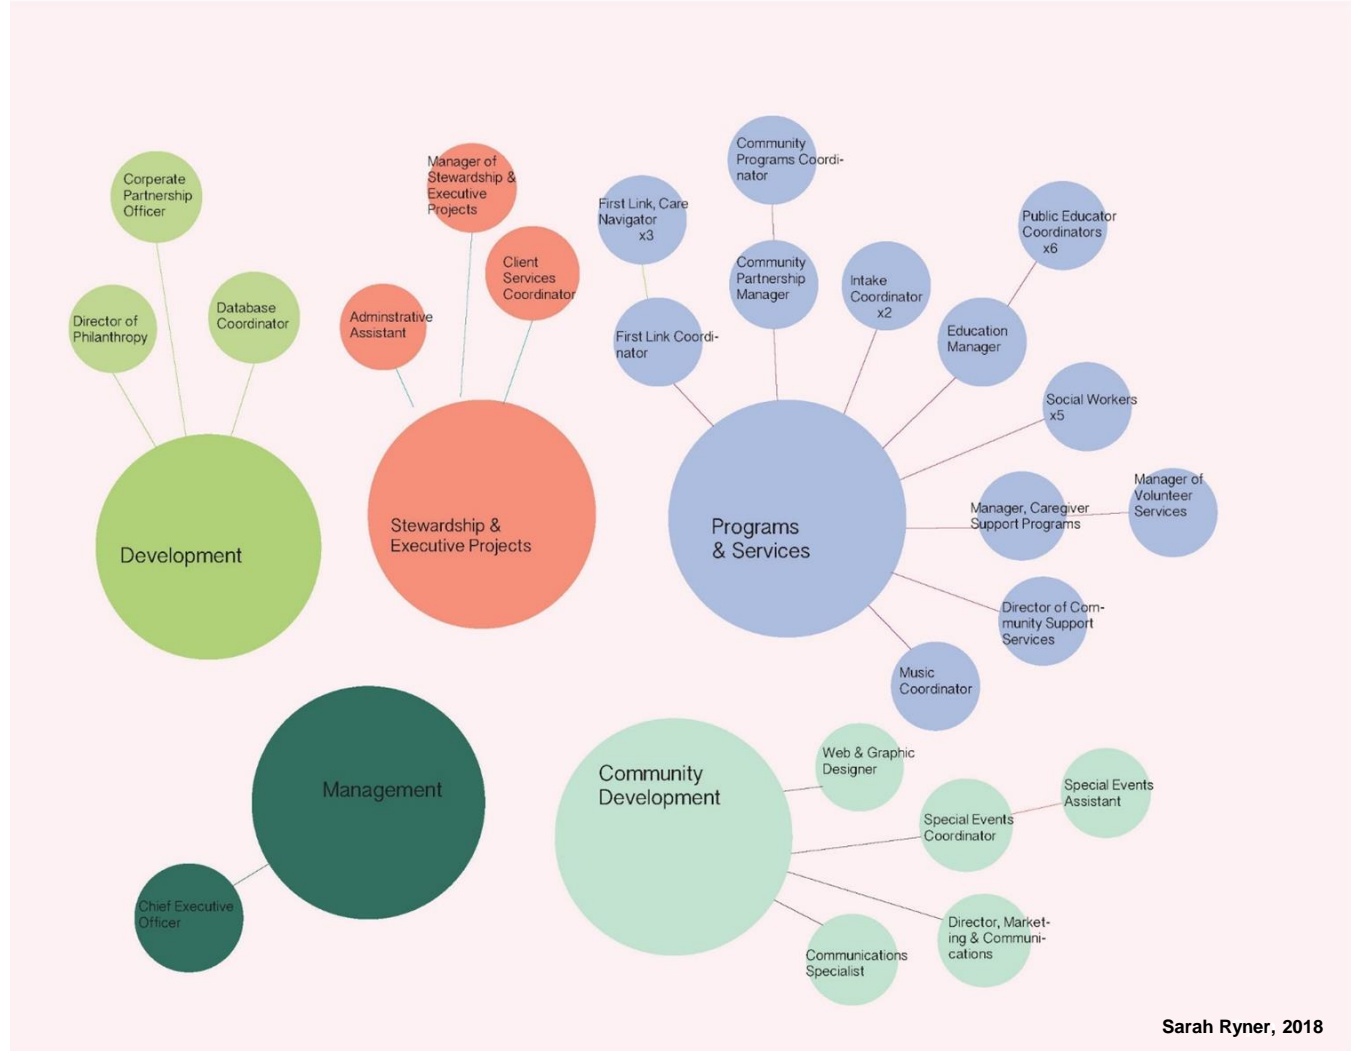 Corperate
Partnership
Officer
Director of
Philanthropy
Database
Coordinator
Development
Manager of
Stewardship &
Executive
Projects
Client
Services
Coordinator
Adminstrative
Assistant
Stewardship &
Executive Projects
First Link, Care
Navigator
x3
First Link Coordi-
nator
Community
Programs Coordi-
nator
Community
Partnership
Manager
Intake
Coordinator
x2
Public Educator
Coordinators
x6
Education
Manager
Social Workers
x5
Manager, Caregiver
Support Programs
Manager of
Volunteer
Services
Programs
& Services
Director of Com-
munity Support
Services
Music
Coordinator
Management
Chief Executive
Officer
Community
Development
Web & Graphic
Designer
Special Events
Coordinator
Special Events
Assistant
Director, Market-
ing & Communi-
cations
Communications
Specialist
Sarah Ryner, 2018